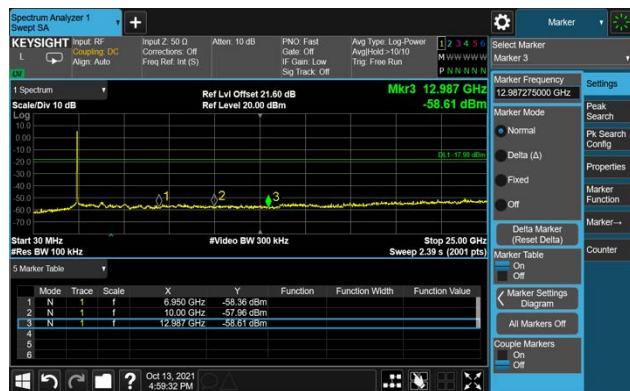 Spectrum Analyzer 1
Swept SA
Marker
KEYSIGHT
L
Input: RF
Coupling: DC
Align: Auto
Input Z: 50 Ω
Corrections: Off
Freq Ref: Int (S)
Atten: 10 dB
PNO: Fast
Gate: Off
IF Gain: Low
Sig Track: Off
Avg Type: Log-Power
Avg|Hold:>10/10
Trig: Free Run
1 2 3 4 5 6
M W W W W W
P N N N N N
Select Marker
Marker 3
1 Spectrum
Scale/Div 10 dB
Ref Lvl Offset 21.60 dB
Ref Level 20.00 dBm
Mkr3 12.987 GHz
-58.61 dBm
Log
10.0
0.00
-10.0
-20.0
-30.0
-40.0
-50.0
-60.0
-70.0
DL1 -17.99 dBm
1
2
3
Start 30 MHz
#Res BW 100 kHz
#Video BW 300 kHz
Stop 25.00 GHz
Sweep 2.39 s (2001 pts)
5 Marker Table
Mode Trace Scale X Y Function Function Width Function Value
1 N 1 f 6.950 GHz -58.36 dBm
2 N 1 f 10.00 GHz -57.96 dBm
3 N 1 f 12.987 GHz -58.61 dBm
4
5
6
Marker Frequency
12.987275000 GHz
Marker Mode
Normal
Delta (Δ)
Fixed
Off
Delta Marker
(Reset Delta)
Marker Table
On
Off
Marker Settings
Diagram
All Markers Off
Couple Markers
On
Off
Settings
Peak
Search
Pk Search
Config
Properties
Marker
Function
Marker→
Counter
?
Oct 13, 2021
4:59:32 PM